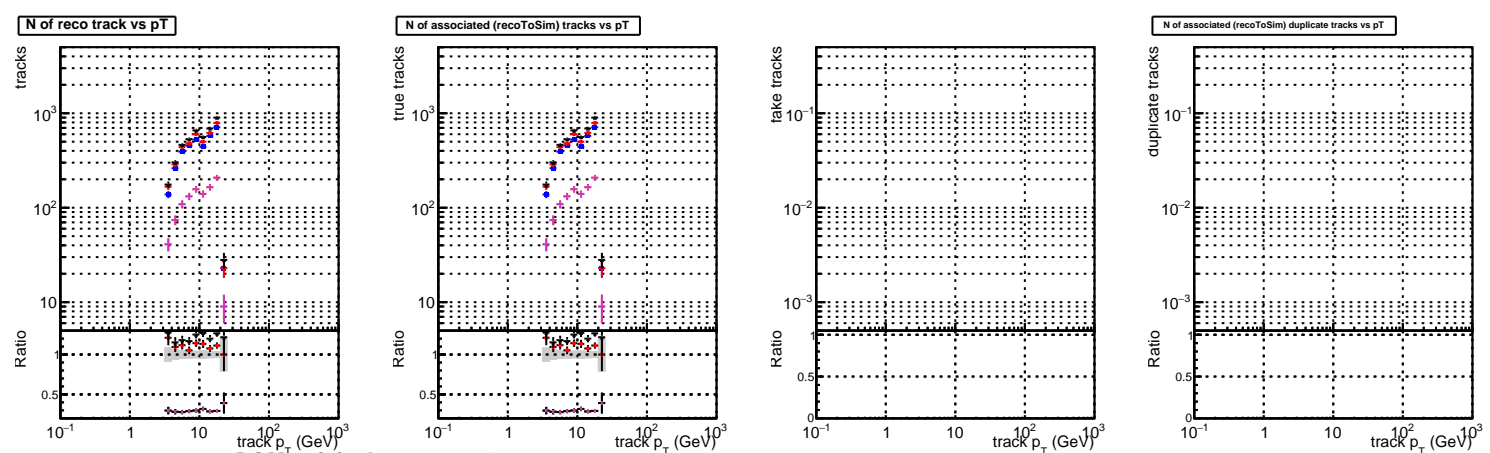 N of reco track vs pT
tracks
10³
10²
10
Ratio
1
0.5
10⁻¹ 1 10 10² 10³
track p_T (GeV)
N of associated (recoToSim) tracks vs pT
true tracks
10³
10²
10
Ratio
1
0.5
10⁻¹ 1 10 10² 10³
track p_T (GeV)
fake tracks
10⁻¹
10⁻²
10⁻³
Ratio
1
0.5
0
10⁻¹ 1 10 10² 10³
track p_T (GeV)
N of associated (recoToSim) duplicate tracks vs pT
duplicate tracks
10⁻¹
10⁻²
10⁻³
Ratio
1
0.5
0
10⁻¹ 1 10 10² 10³
track p_T (GeV)